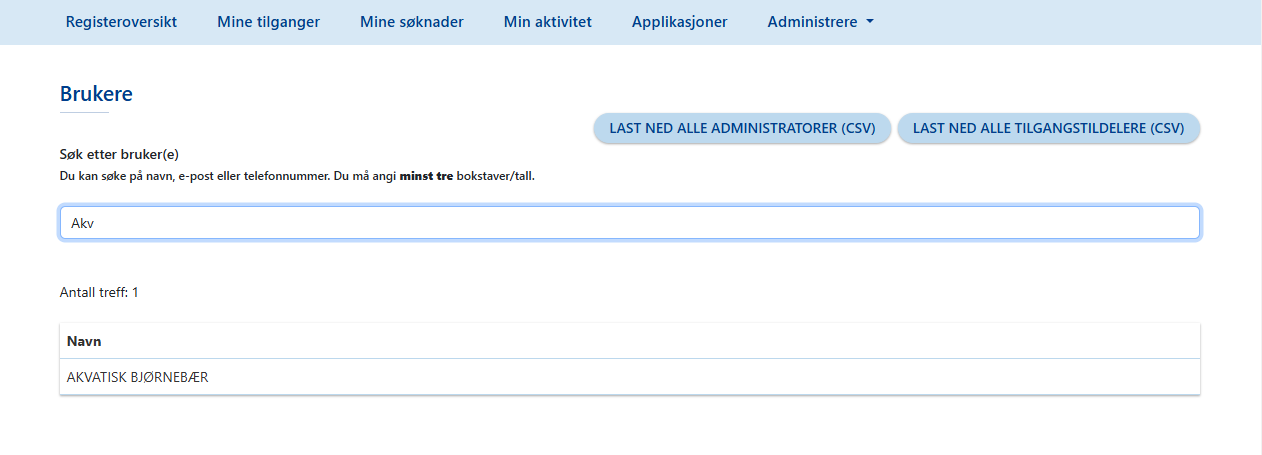 Registeroversikt Mine tilganger Mine søknader Min aktivitet Applikasjoner Administrere
Brukere
LAST NED ALLE ADMINISTRATORER (CSV) LAST NED ALLE TILGANGSTILDELERE (CSV)
Søk etter bruker(e)
Du kan søke på navn, e-post eller telefonnummer. Du må angi minst tre bokstaver/tall.
Akv
Antall treff: 1
Navn
AKVATISK BJØRNEBÆR